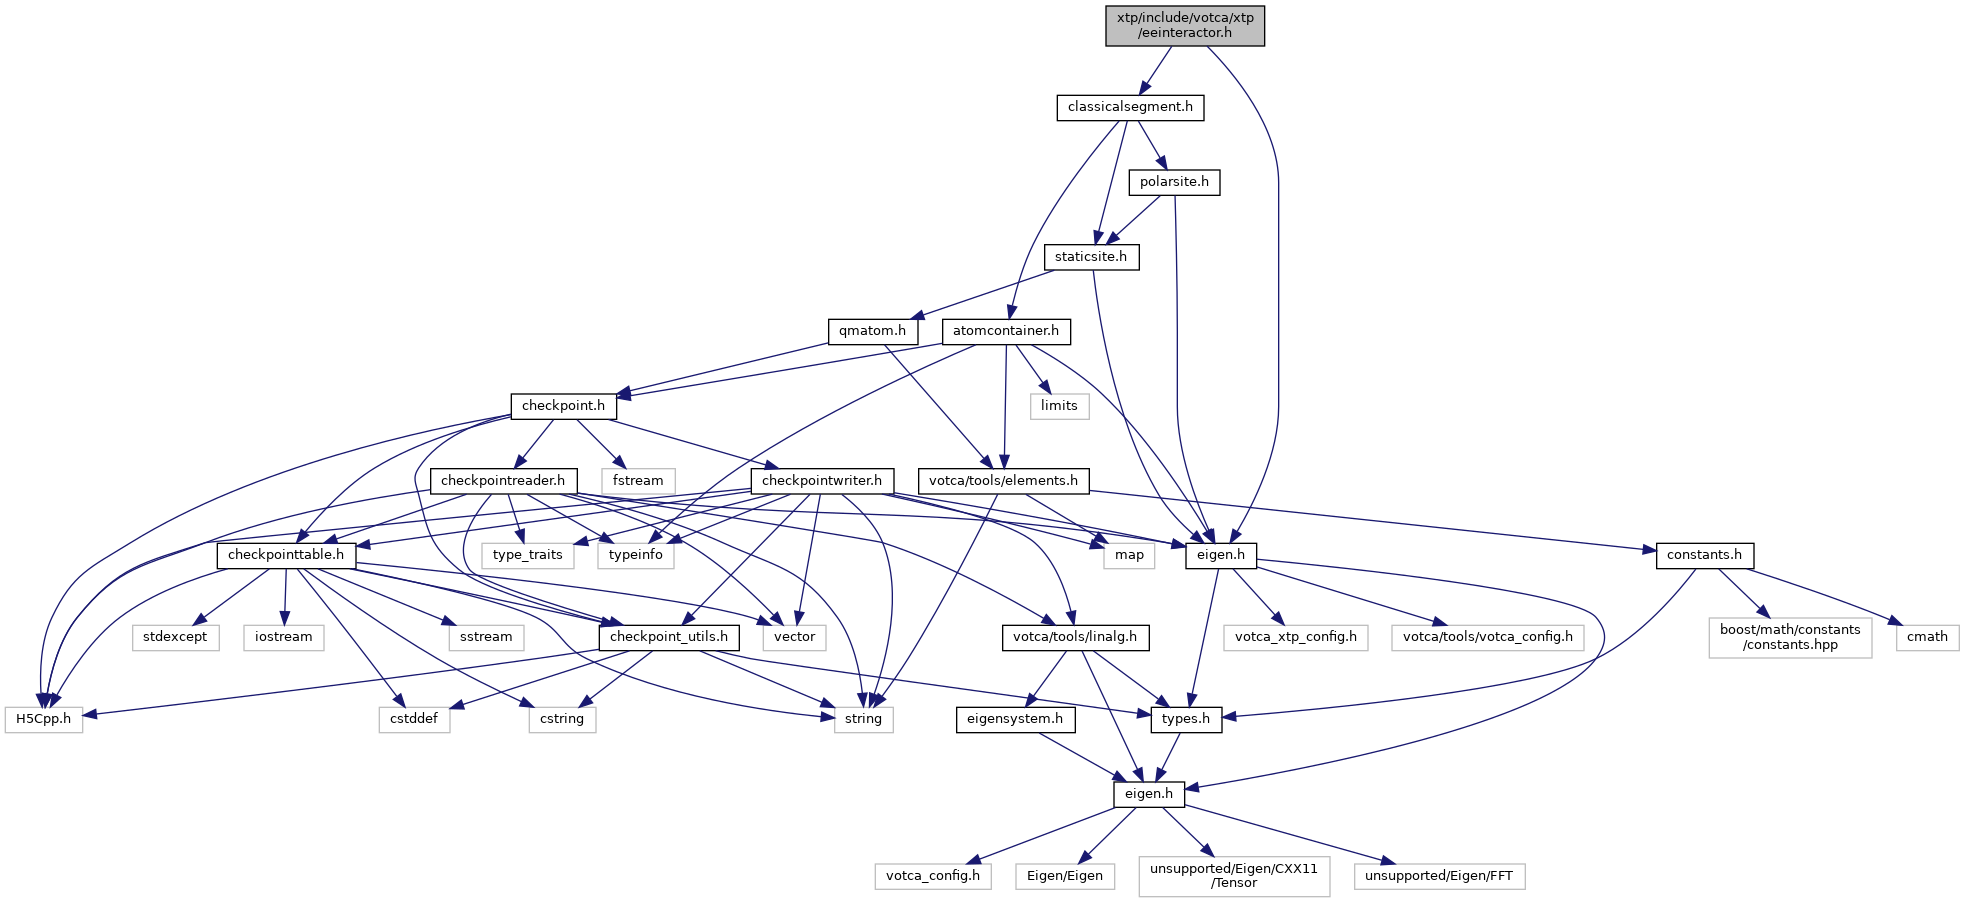 xtp/include/votca/xtp
/eeinteractor.h
classicalsegment.h
polarsite.h
staticsite.h
qmatom.h
atomcontainer.h
checkpoint.h
limits
checkpointreader.h
fstream
checkpointwriter.h
votca/tools/elements.h
checkpointtable.h
type_traits
typeinfo
map
eigen.h
constants.h
stdexcept
iostream
sstream
checkpoint_utils.h
vector
votca/tools/linalg.h
votca_xtp_config.h
votca/tools/votca_config.h
boost/math/constants
/constants.hpp
cmath
H5Cpp.h
cstddef
cstring
string
eigensystem.h
types.h
eigen.h
votca_config.h
Eigen/Eigen
unsupported/Eigen/CXX11
/Tensor
unsupported/Eigen/FFT